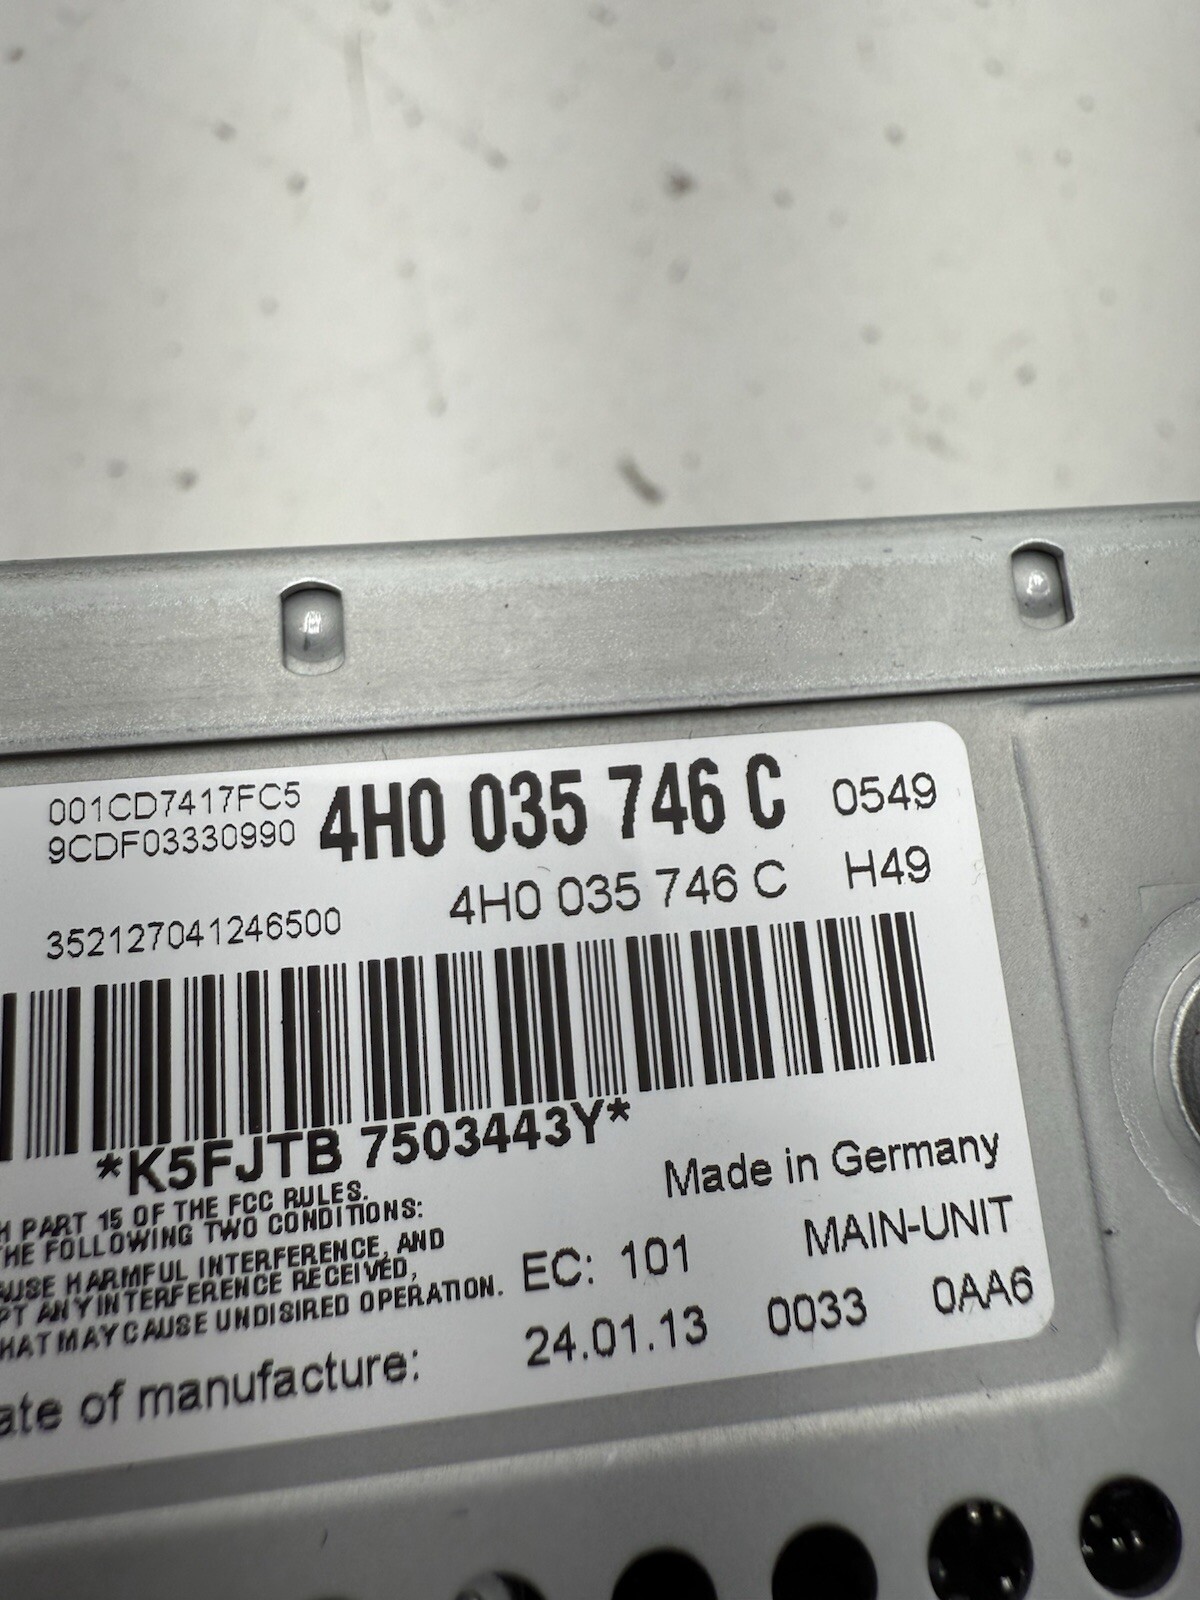 001CD7417FC5 4H0 035 746 C 0549
9CDF03330990
4H0 035 746 C H49
352127041246500
*K5FJTB 7503443Y*
H PART 15 OF THE FCC RULES.
THE FOLLOWING TWO CONDITIONS:
AUSE HARMFUL INTERFERENCE, AND
PT ANY INTERFERENCE RECEIVED,
HAT MAY CAUSE UNDISIRED OPERATION.
Made in Germany
EC: 101 MAIN-UNIT
ate of manufacture: 24.01.13 0033 0AA6